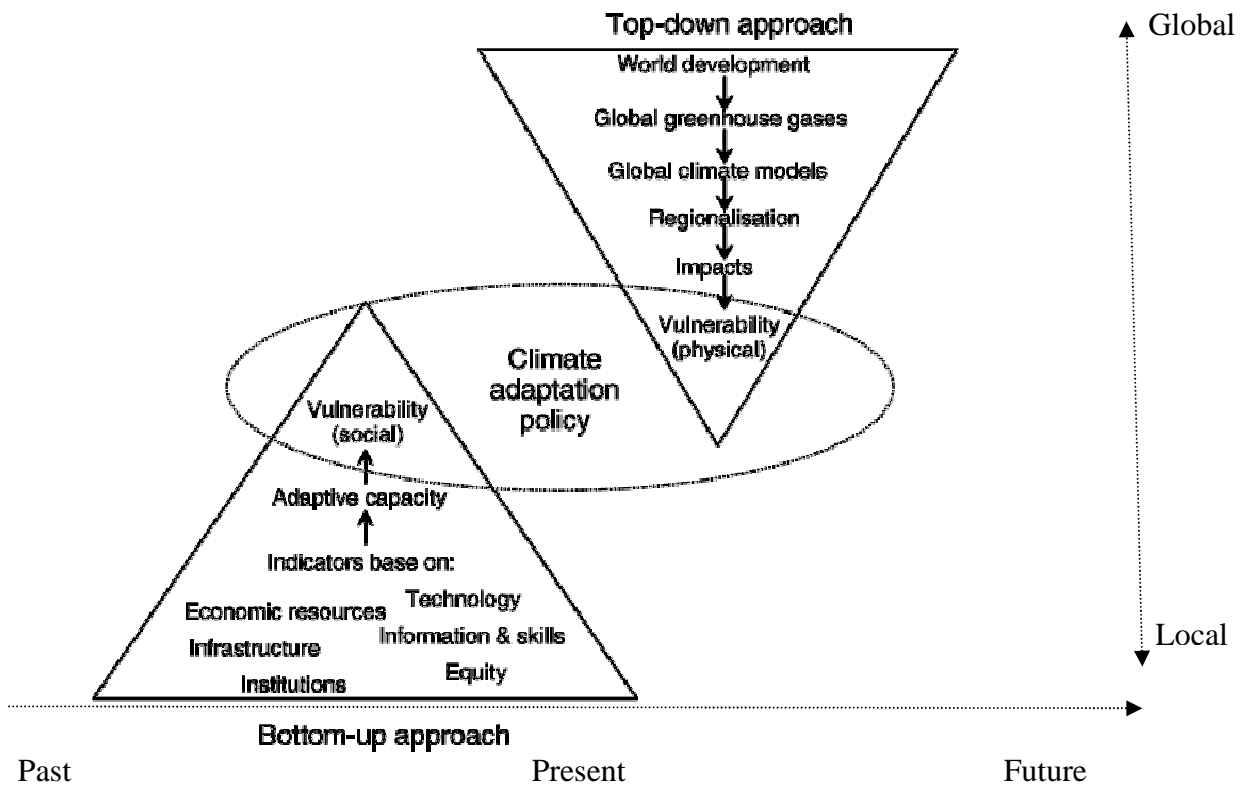 Top-down approach
Global
World development
Global greenhouse gases
Global climate models
Regionalisation
Impacts
Vulnerability
(physical)
Climate
adaptation
policy
Vulnerability
(social)
Adaptive capacity
Indicators base on:
Economic resources
Technology
Infrastructure
Information & skills
Institutions
Equity
Local
Bottom-up approach
Past
Present
Future